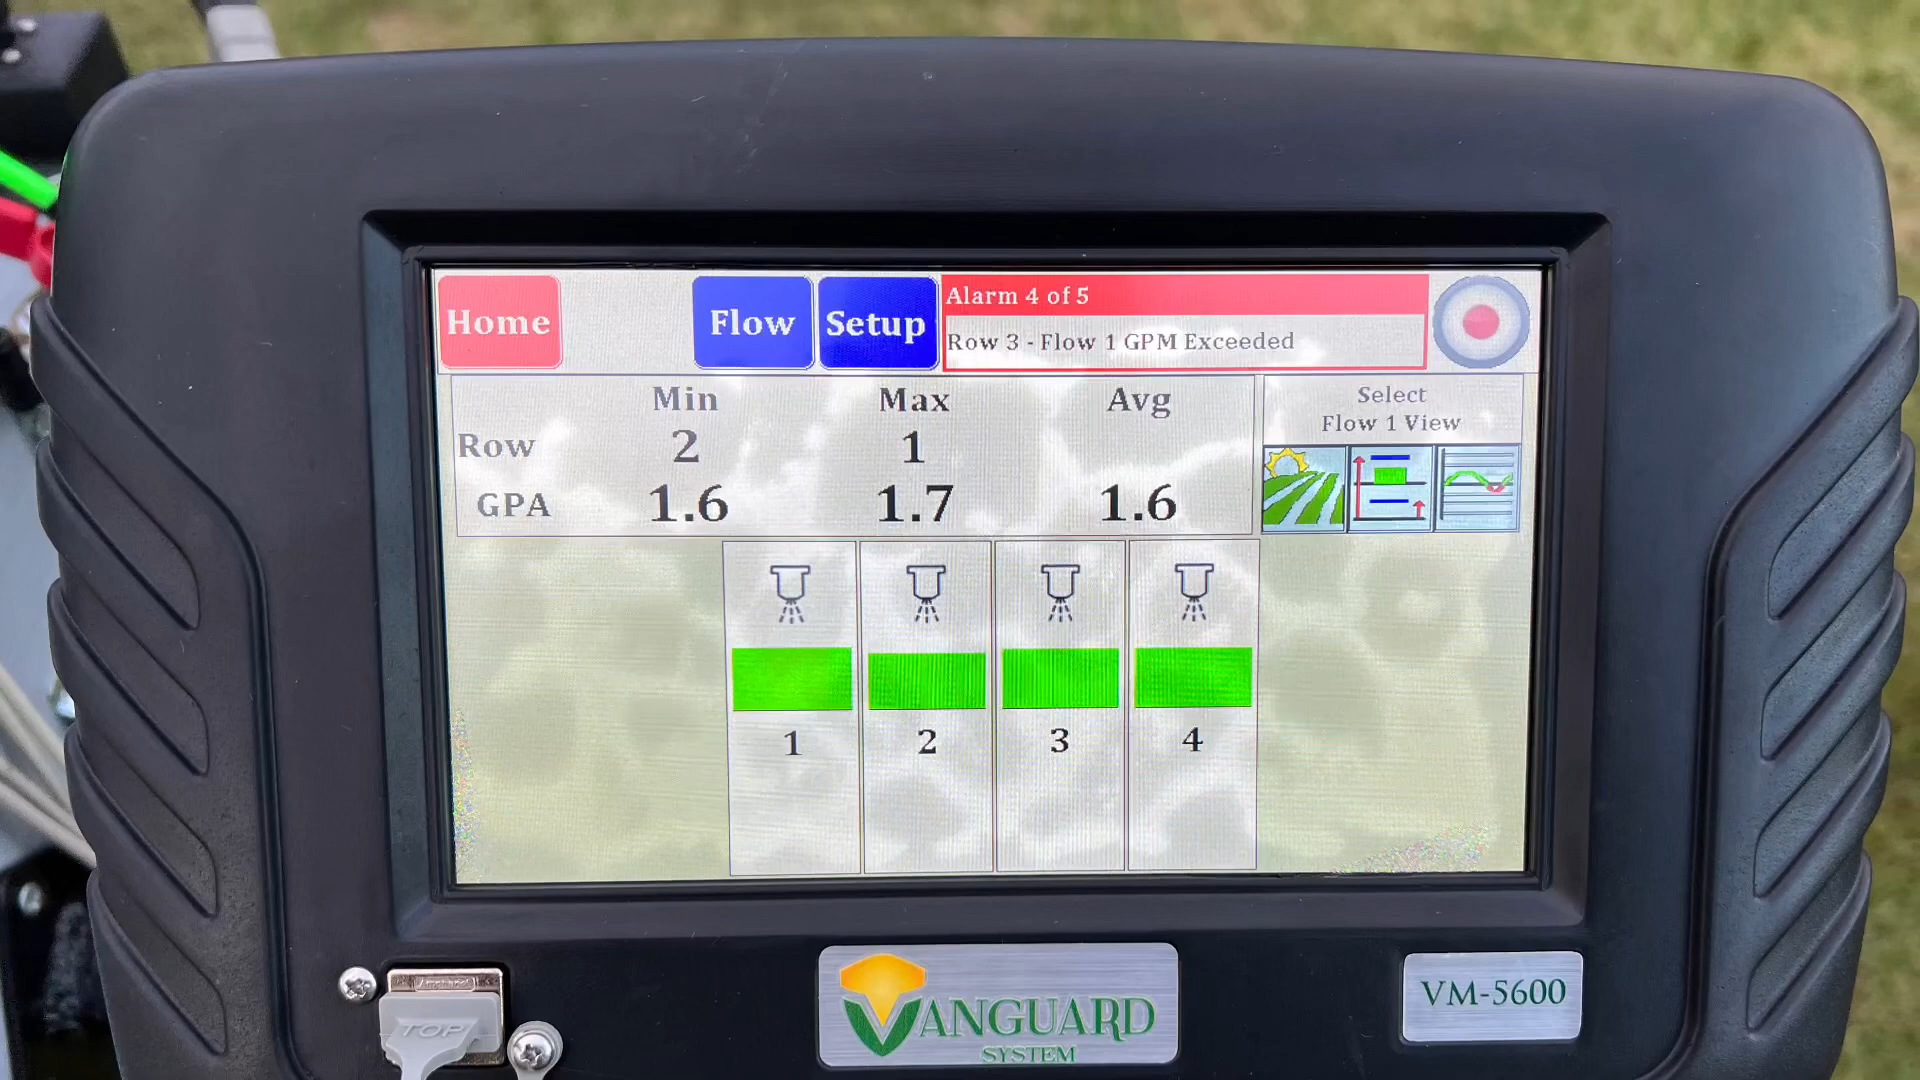 Home
Flow
Setup
Alarm 4 of 5
Row 3 - Flow 1 GPM Exceeded
Min Max Avg
Row 2 1
GPA 1.6 1.7 1.6
Select
Flow 1 View
1 2 3 4
Amphenol
TOP
VANGUARD
SYSTEM
VM-5600